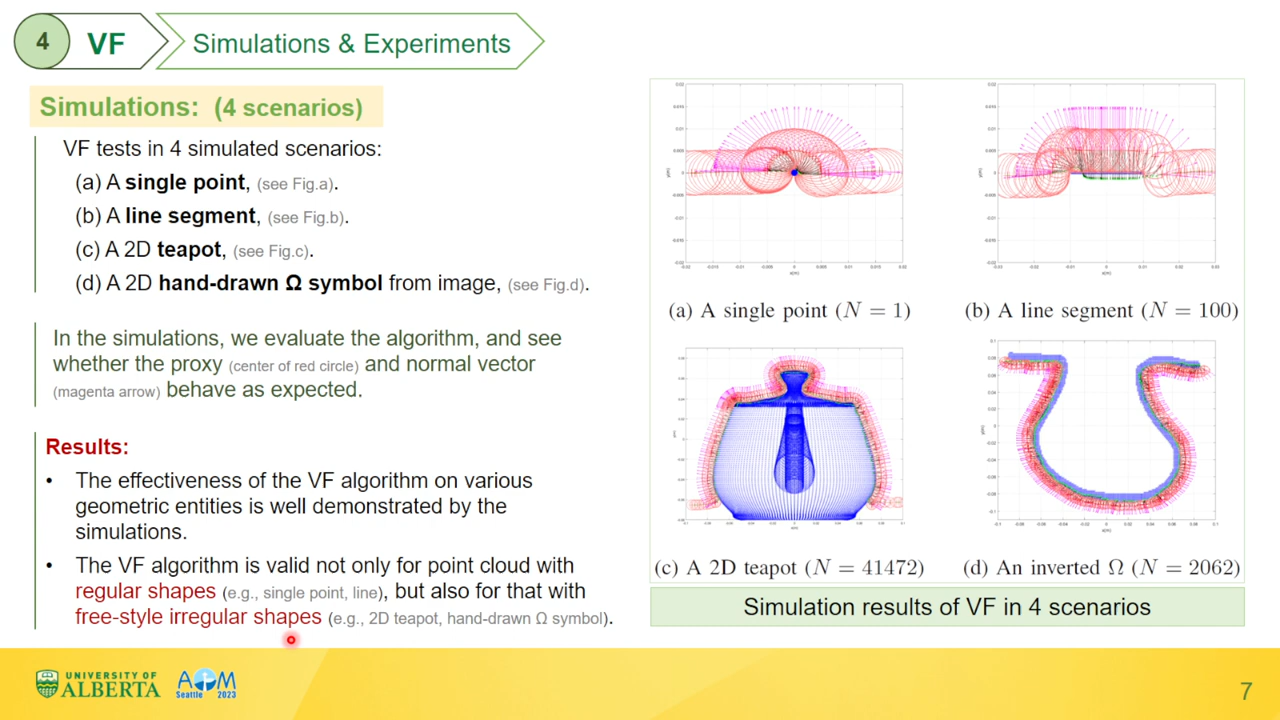 4
VF
Simulations & Experiments
Simulations: (4 scenarios)
VF tests in 4 simulated scenarios:
(a) A single point, (see Fig.a).
(b) A line segment, (see Fig.b).
(c) A 2D teapot, (see Fig.c).
(d) A 2D hand-drawn Ω symbol from image, (see Fig.d).
In the simulations, we evaluate the algorithm, and see
whether the proxy (center of red circle) and normal vector
(magenta arrow) behave as expected.
Results:
• The effectiveness of the VF algorithm on various
geometric entities is well demonstrated by the
simulations.
• The VF algorithm is valid not only for point cloud with
regular shapes (e.g., single point, line), but also for that with
free-style irregular shapes (e.g., 2D teapot, hand-drawn Ω symbol).
(a) A single point (N = 1)
(b) A line segment (N = 100)
(c) A 2D teapot (N = 41472)
(d) An inverted Ω (N = 2062)
Simulation results of VF in 4 scenarios
UNIVERSITY OF
ALBERTA
AIM
Seattle 2023
7